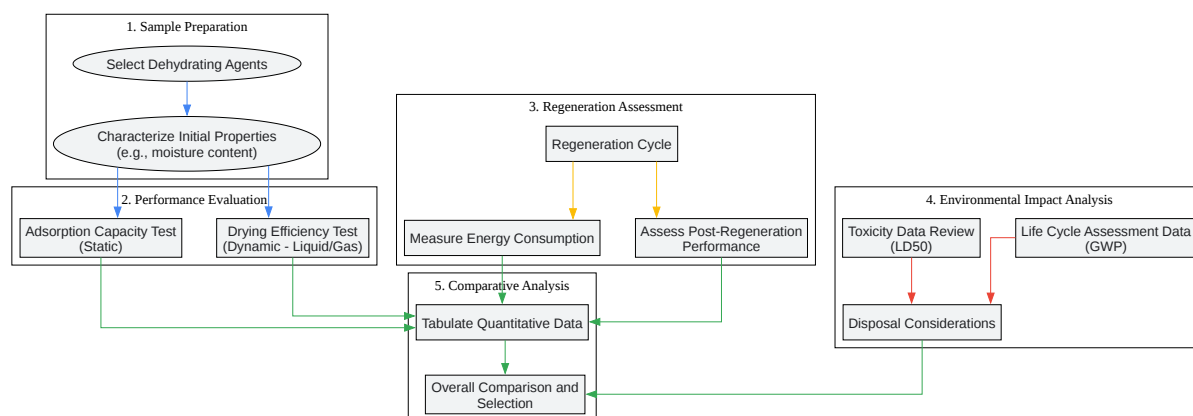 1. Sample Preparation
Select Dehydrating Agents
Characterize Initial Properties
(e.g., moisture content)
2. Performance Evaluation
Adsorption Capacity Test
(Static)
Drying Efficiency Test
(Dynamic - Liquid/Gas)
3. Regeneration Assessment
Regeneration Cycle
Measure Energy Consumption
Assess Post-Regeneration
Performance
4. Environmental Impact Analysis
Toxicity Data Review
(LD50)
Life Cycle Assessment Data
(GWP)
Disposal Considerations
5. Comparative Analysis
Tabulate Quantitative Data
Overall Comparison and
Selection